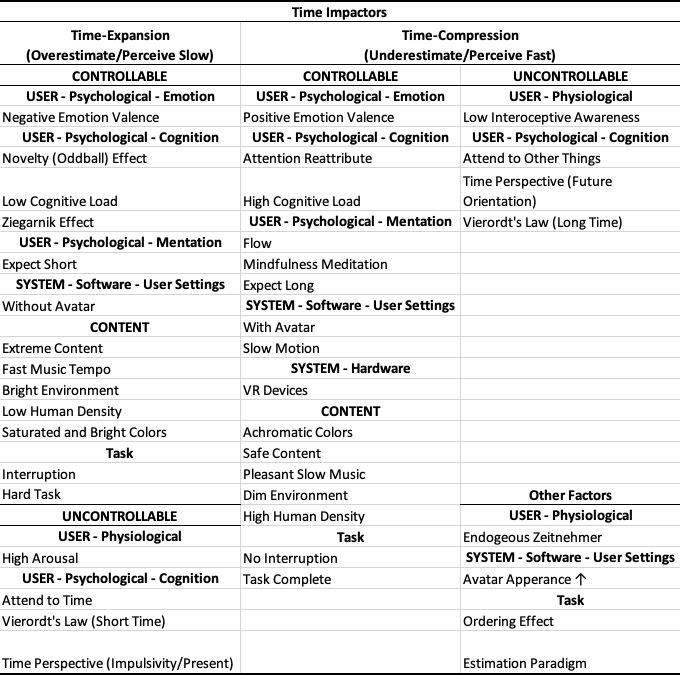 Time Impactors
Time-Expansion
(Overestimate/Perceive Slow)
CONTROLLABLE
USER - Psychological - Emotion
Negative Emotion Valence
USER - Psychological - Cognition
Novelty (Oddball) Effect
Low Cognitive Load
Ziegarnik Effect
USER - Psychological - Mentation
Expect Short
SYSTEM - Software - User Settings
Without Avatar
CONTENT
Extreme Content
Fast Music Tempo
Bright Environment
Low Human Density
Saturated and Bright Colors
Task
Interruption
Hard Task
UNCONTROLLABLE
USER - Physiological
High Arousal
USER - Psychological - Cognition
Attend to Time
Vierordt's Law (Short Time)
Time Perspective (Impulsivity/Present)
Time-Compression
(Underestimate/Perceive Fast)
CONTROLLABLE
USER - Psychological - Emotion
Positive Emotion Valence
USER - Psychological - Cognition
Attention Reattribute
High Cognitive Load
USER - Psychological - Mentation
Flow
Mindfulness Meditation
Expect Long
SYSTEM - Software - User Settings
With Avatar
Slow Motion
SYSTEM - Hardware
VR Devices
CONTENT
Achromatic Colors
Safe Content
Pleasant Slow Music
Dim Environment
High Human Density
Task
No Interruption
Task Complete
UNCONTROLLABLE
USER - Physiological
Low Interoceptive Awareness
USER - Psychological - Cognition
Attend to Other Things
Time Perspective (Future
Orientation)
Vierordt's Law (Long Time)
Other Factors
USER - Physiological
Endogeous Zeitnehmer
SYSTEM - Software - User Settings
Avatar Apperance ↑
Task
Ordering Effect
Estimation Paradigm